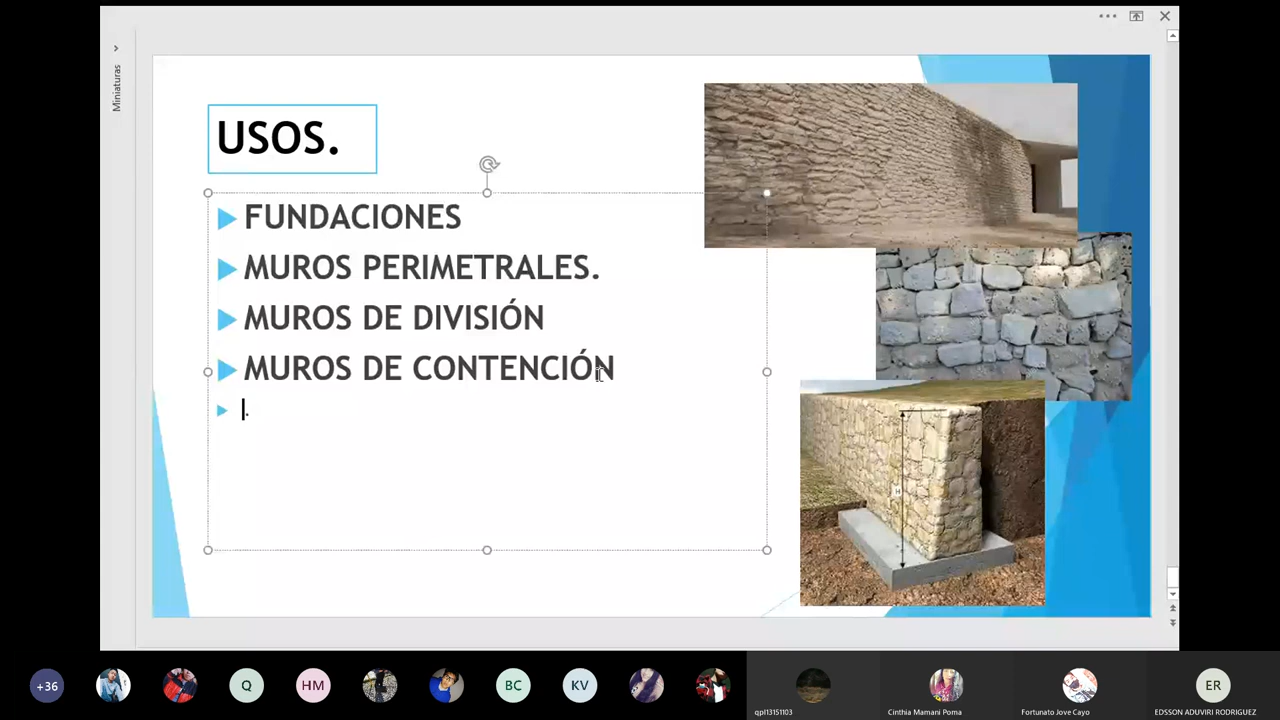 Miniaturas
USOS.
FUNDACIONES
MUROS PERIMETRALES.
MUROS DE DIVISIÓN
MUROS DE CONTENCIÓN
.
H
+36
Q
HM
BC
KV
ER
qpl13151103
Cinthia Mamani Poma
Fortunato Jove Cayo
EDSSON ADUVIRI RODRIGUEZ